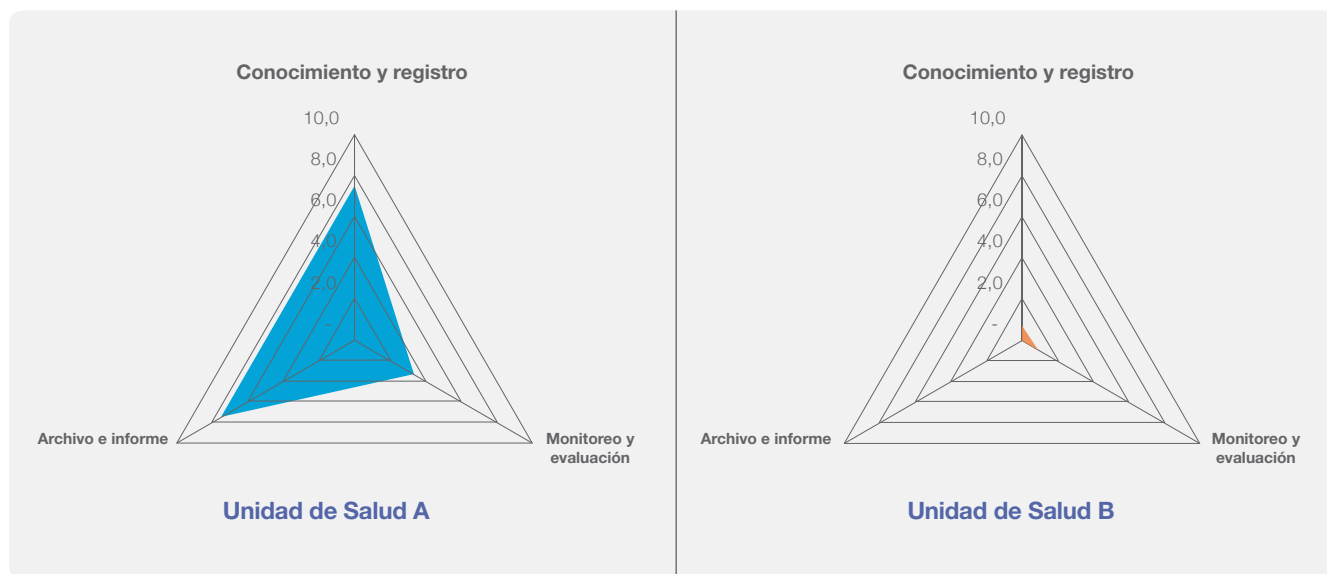 Conocimiento y registro
10,0
8,0
6,0
4,0
2,0
-
Archivo e informe
Monitoreo y
evaluación
Unidad de Salud A
Conocimiento y registro
10,0
8,0
6,0
4,0
2,0
-
Archivo e informe
Monitoreo y
evaluación
Unidad de Salud B